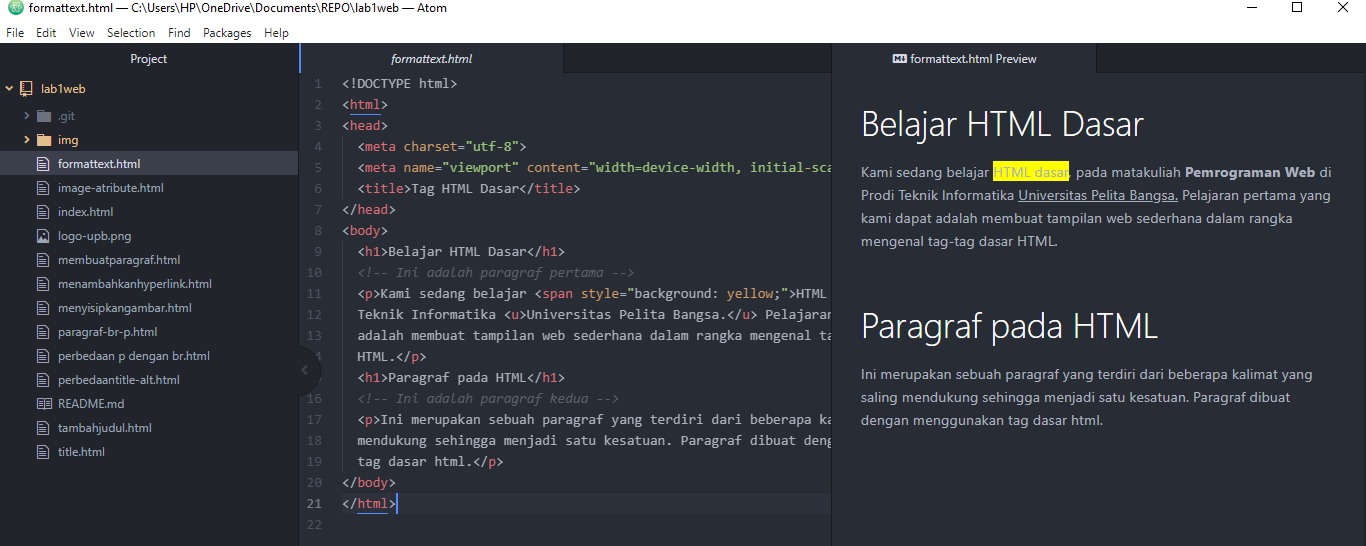 formattext.html — C:\Users\HP\OneDrive\Documents\REPO\lab1web — Atom
File Edit View Selection Find Packages Help
Project
lab1web
.git
img
formattext.html
image-atribute.html
index.html
logo-upb.png
membuatparagraf.html
menambahkanhyperlink.html
menyisipkangambar.html
paragraf-br-p.html
perbedaan p dengan br.html
perbedaantitle-alt.html
README.md
tambahjudul.html
title.html
formattext.html
1 <!DOCTYPE html>
2 <html>
3 <head>
4 <meta charset="utf-8">
5 <meta name="viewport" content="width=device-width, initial-sca
6 <title>Tag HTML Dasar</title>
7 </head>
8 <body>
9 <h1>Belajar HTML Dasar</h1>
10 <!-- Ini adalah paragraf pertama -->
11 <p>Kami sedang belajar <span style="background: yellow;">HTML
12 Teknik Informatika <u>Universitas Pelita Bangsa.</u> Pelajaran
13 adalah membuat tampilan web sederhana dalam rangka mengenal ta
HTML.</p>
<h1>Paragraf pada HTML</h1>
16 <!-- Ini adalah paragraf kedua -->
17 <p>Ini merupakan sebuah paragraf yang terdiri dari beberapa ka
18 mendukung sehingga menjadi satu kesatuan. Paragraf dibuat deng
19 tag dasar html.</p>
20 </body>
21 </html>
22
formattext.html Preview
Belajar HTML Dasar
Kami sedang belajar HTML dasar. pada matakuliah Pemrograman Web di
Prodi Teknik Informatika Universitas Pelita Bangsa. Pelajaran pertama yang
kami dapat adalah membuat tampilan web sederhana dalam rangka
mengenal tag-tag dasar HTML.
Paragraf pada HTML
Ini merupakan sebuah paragraf yang terdiri dari beberapa kalimat yang
saling mendukung sehingga menjadi satu kesatuan. Paragraf dibuat
dengan menggunakan tag dasar html.